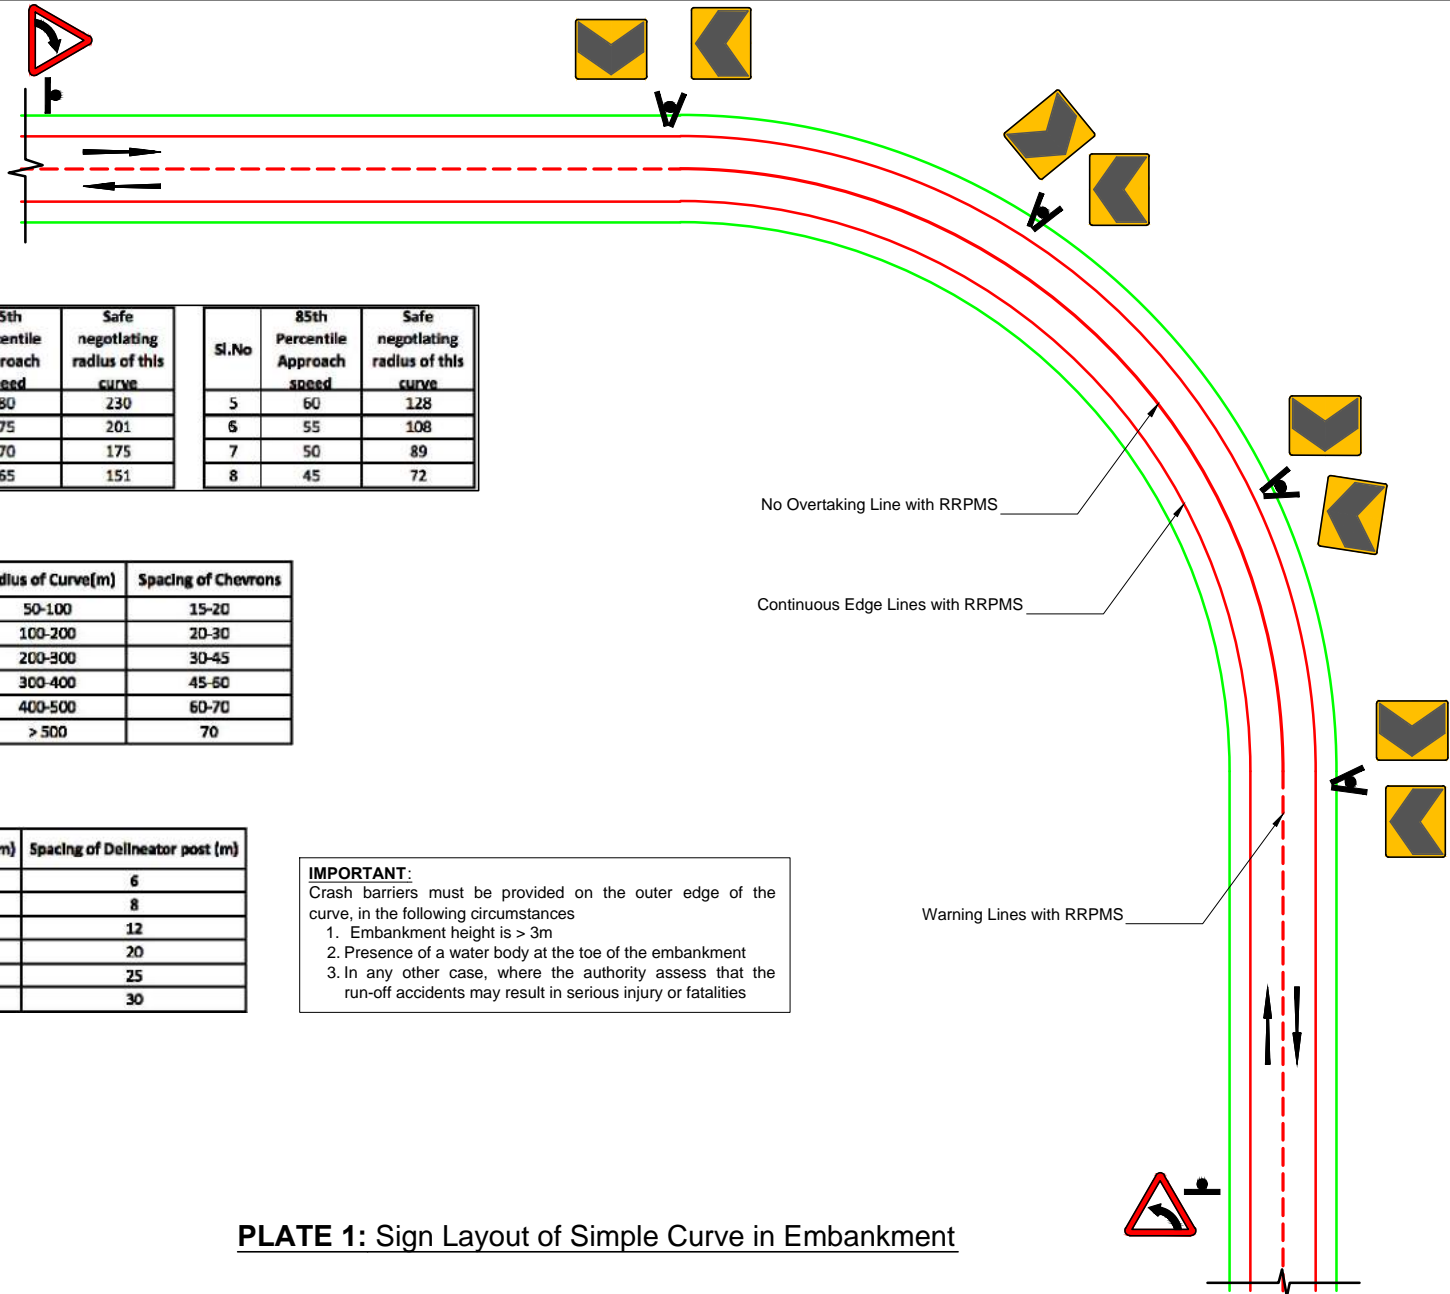 5th
entile
roach
eed
Safe
negotiating
radius of this
curve
80 230
75 201
70 175
65 151
Sl.No
85th
Percentile
Approach
speed
Safe
negotiating
radius of this
curve
5 60 128
6 55 108
7 50 89
8 45 72
No Overtaking Line with RRPMS
dius of Curve(m) Spacing of Chevrons
50-100 15-20
100-200 20-30
200-300 30-45
300-400 45-60
400-500 60-70
> 500 70
Continuous Edge Lines with RRPMS
m) Spacing of Delineator post (m)
6
8
12
20
25
30
IMPORTANT:
Crash barriers must be provided on the outer edge of the
curve, in the following circumstances
1. Embankment height is > 3m
2. Presence of a water body at the toe of the embankment
3. In any other case, where the authority assess that the
run-off accidents may result in serious injury or fatalities
Warning Lines with RRPMS
PLATE 1: Sign Layout of Simple Curve in Embankment